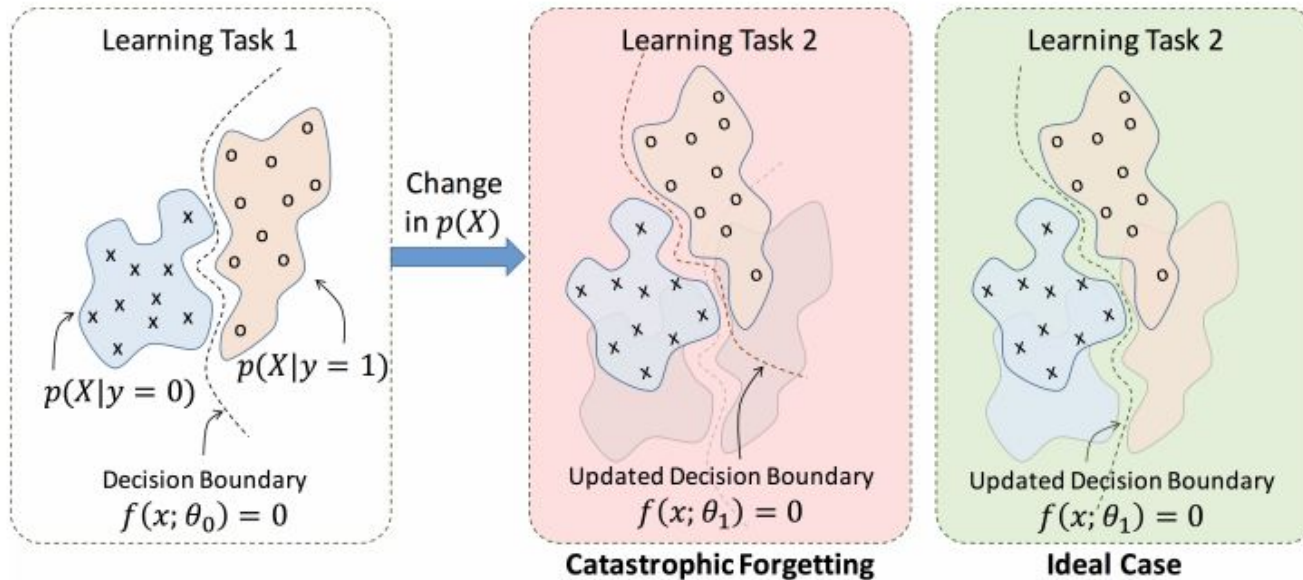 Learning Task 1
p(X|y = 0)
p(X|y = 1)
Decision Boundary
f(x; θ₀) = 0
Change
in p(X)
Learning Task 2
Updated Decision Boundary
f(x; θ₁) = 0
Catastrophic Forgetting
Learning Task 2
Updated Decision Boundary
f(x; θ₁) = 0
Ideal Case